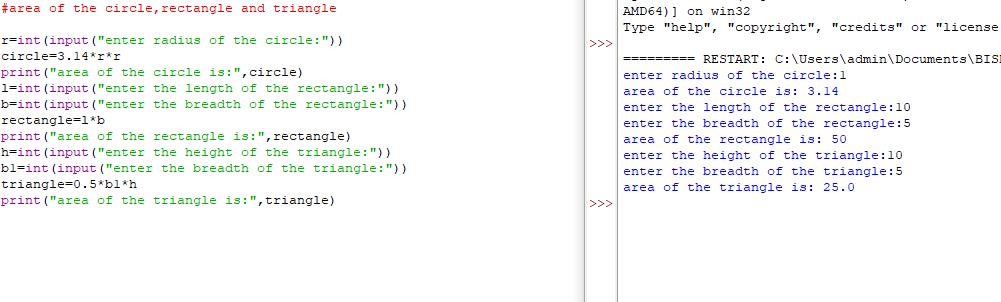 #area of the circle,rectangle and triangle
r=int(input("enter radius of the circle:"))
circle=3.14*r*r
print("area of the circle is:",circle)
l=int(input("enter the length of the rectangle:"))
b=int(input("enter the breadth of the rectangle:"))
rectangle=l*b
print("area of the rectangle is:",rectangle)
h=int(input("enter the height of the triangle:"))
b1=int(input("enter the breadth of the triangle:"))
triangle=0.5*b1*h
print("area of the triangle is:",triangle)
AMD64)] on win32
Type "help", "copyright", "credits" or "license
>>>
========= RESTART: C:\Users\admin\Documents\BIS
enter radius of the circle:1
area of the circle is: 3.14
enter the length of the rectangle:10
enter the breadth of the rectangle:5
area of the rectangle is: 50
enter the height of the triangle:10
enter the breadth of the triangle:5
area of the triangle is: 25.0
>>>